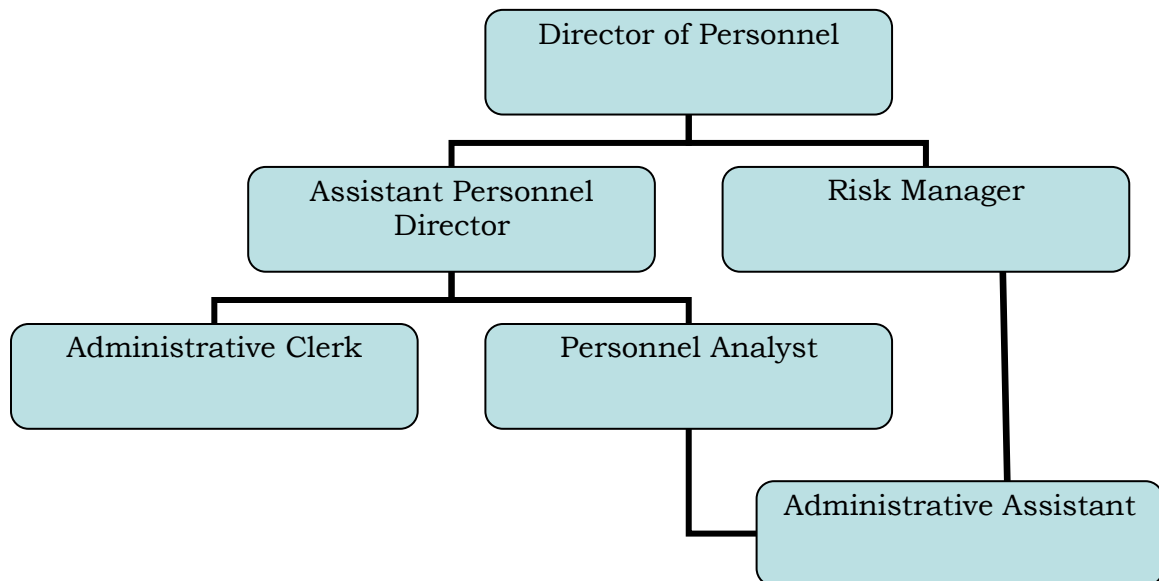 Director of Personnel
Assistant Personnel
Director
Risk Manager
Administrative Clerk
Personnel Analyst
Administrative Assistant